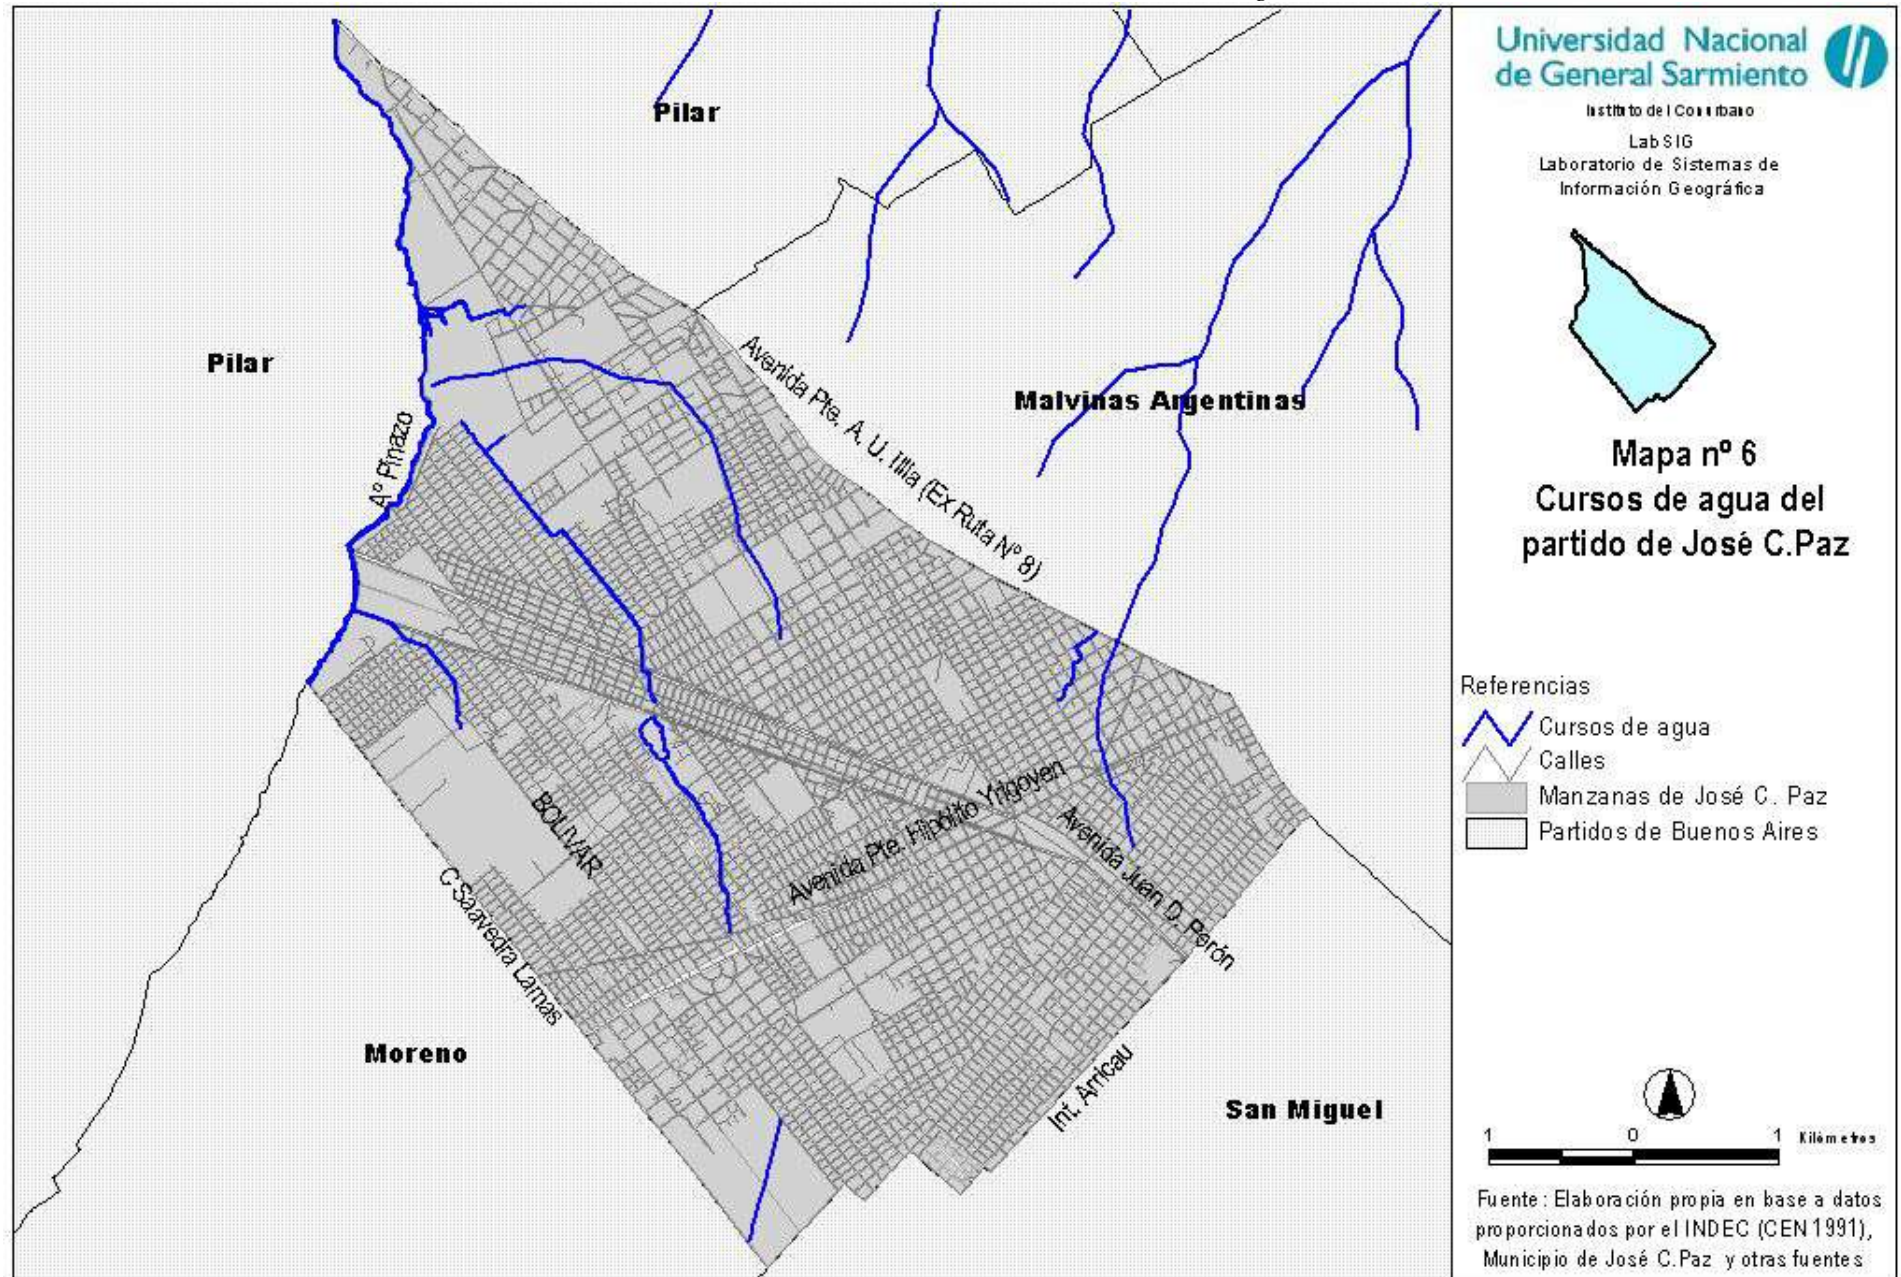 Pilar
Pilar
Malvinas Argentinas
Moreno
San Miguel
Aº Pinazo
Avenida Pte. A. U. Illia (Ex Ruta Nº 8)
BOLIVAR
C Saavedra Lamas
Avenida Pte. Hipólito Yrigoyen
Avenida Juan D. Perón
Int. Arricau
Universidad Nacional
de General Sarmiento
Instituto del Conurbano
LabSIG
Laboratorio de Sistemas de
Información Geográfica
Mapa nº 6
Cursos de agua del
partido de José C.Paz
Referencias
Cursos de agua
Calles
Manzanas de José C. Paz
Partidos de Buenos Aires
1 0 1 Kilómetros
Fuente: Elaboración propia en base a datos
proporcionados por el INDEC (CEN 1991),
Municipio de José C.Paz y otras fuentes